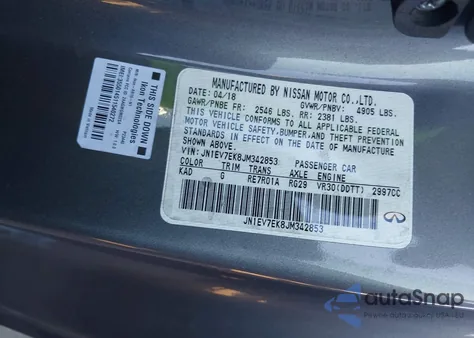 MANUFACTURED BY NISSAN MOTOR CO.,LTD.
DATE: 04/18 GVWR/PNBV: 4905 LBS.
GAWR/PNBE FR: 2546 LBS. RR: 2381 LBS.
THIS VEHICLE CONFORMS TO ALL APPLICABLE FEDERAL
MOTOR VEHICLE SAFETY,BUMPER,AND THEFT PREVENTION
STANDARDS IN EFFECT ON THE DATE OF MANUFACTURE
SHOWN ABOVE.
JN1EV7EK8JM342853 PASSENGER CAR
COLOR TRIM TRANS AXLE ENGINE
KAD G RE7R01A RG29 VR30(DDTT) 2997CC
JN1EV7EK8JM342853
INFINITI
THIS SIDE DOWN
Ikon Technologies
autoSnap